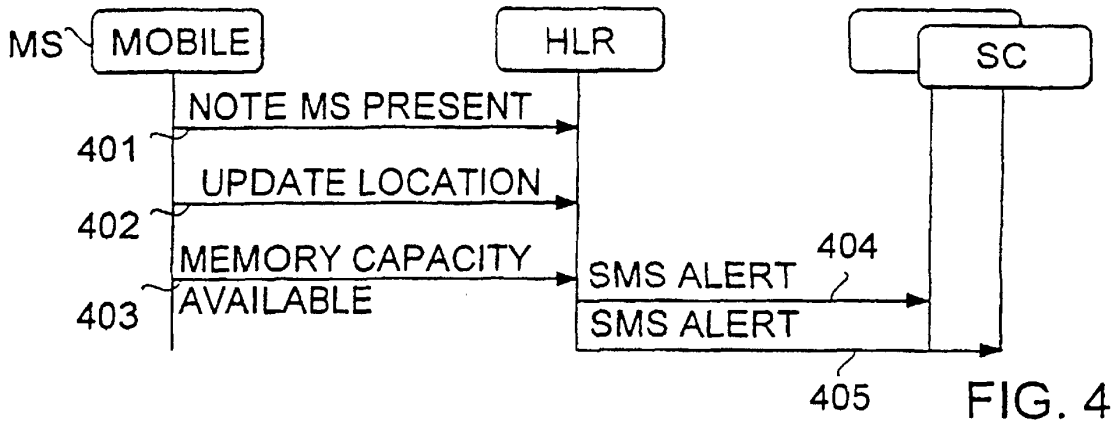 MS
MOBILE
HLR
SC
NOTE MS PRESENT
401
UPDATE LOCATION
402
MEMORY CAPACITY
AVAILABLE
403
SMS ALERT
404
SMS ALERT
405
FIG. 4